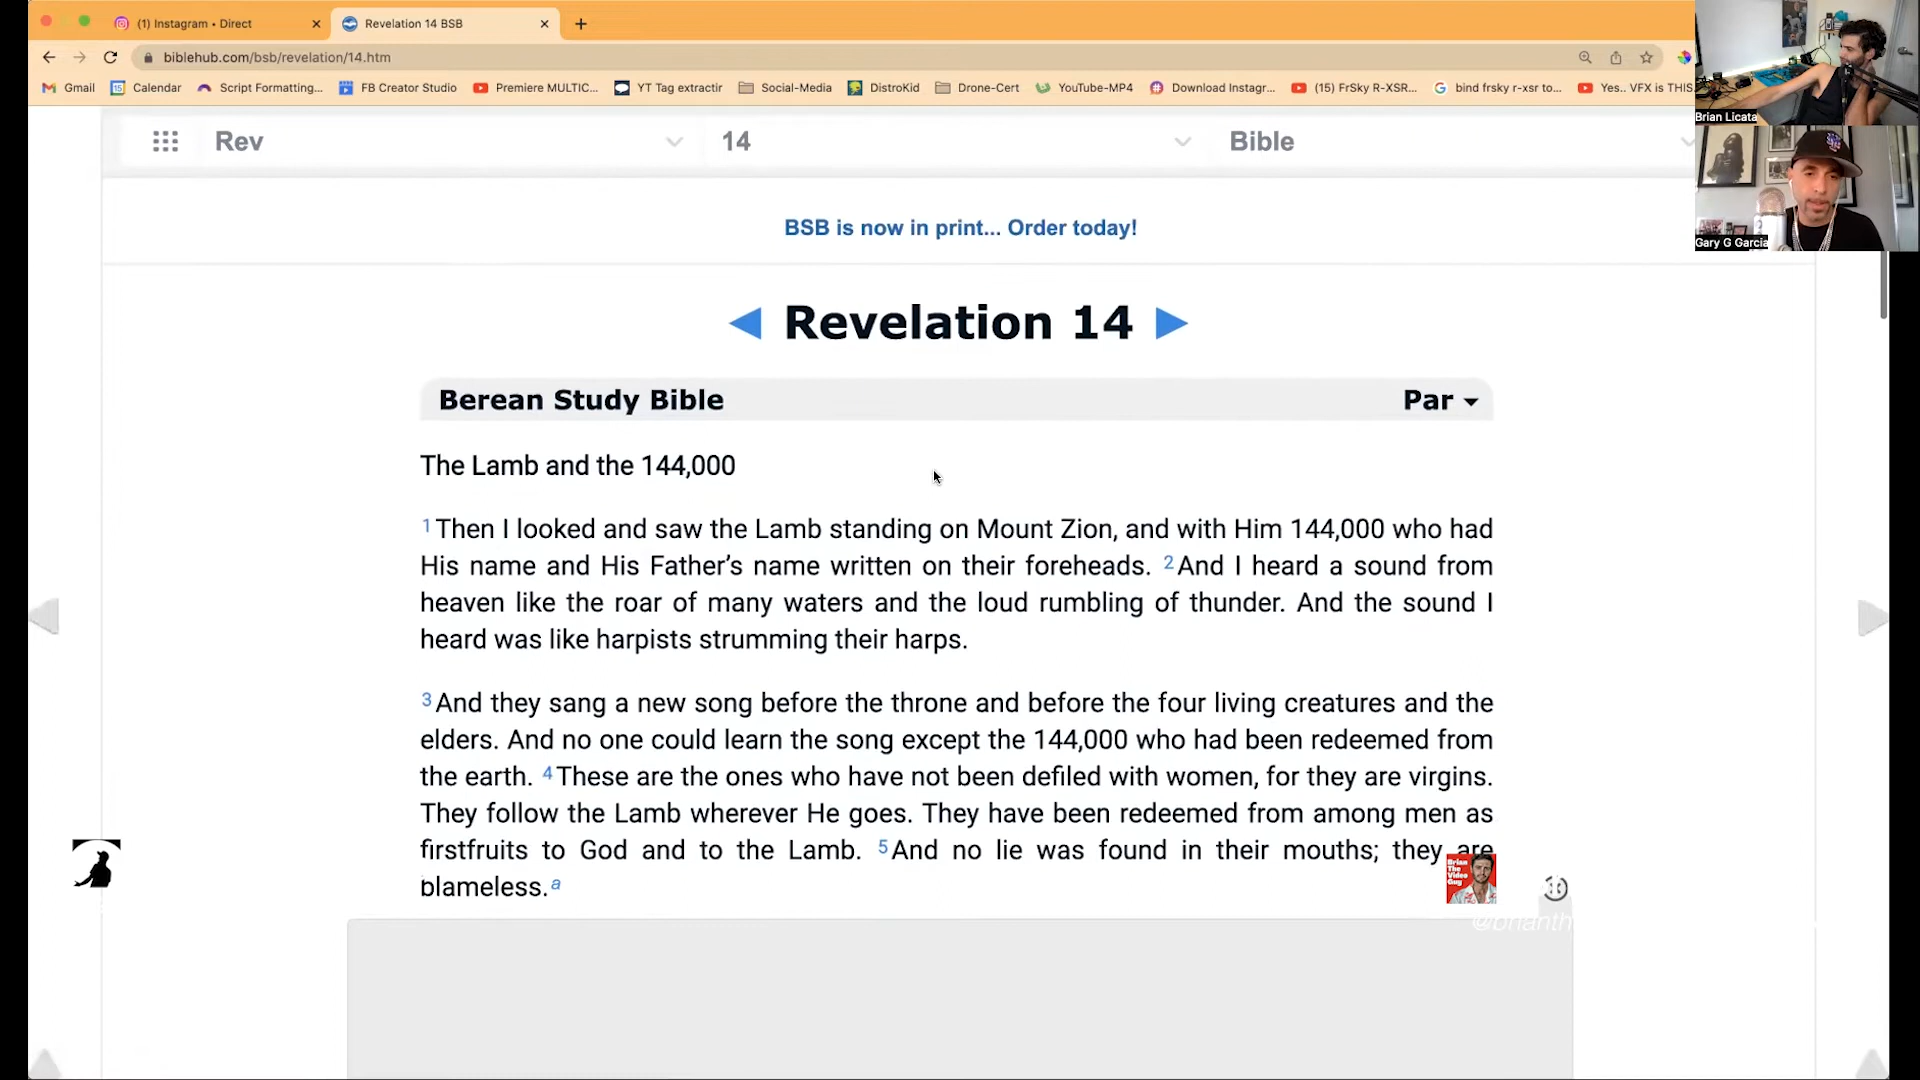 (1) Instagram • Direct
Revelation 14 BSB
biblehub.com/bsb/revelation/14.htm
Gmail Calendar Script Formatting... FB Creator Studio Premiere MULTIC... YT Tag extractir Social-Media DistroKid Drone-Cert YouTube-MP4 Download Instagr... (15) FrSky R-XSR... bind frsky r-xsr to... Yes.. VFX is THIS
Brian Licata
Rev 14 Bible
Gary G Garcia
BSB is now in print... Order today!
Revelation 14
Berean Study Bible Par
The Lamb and the 144,000
1 Then I looked and saw the Lamb standing on Mount Zion, and with Him 144,000 who had
His name and His Father’s name written on their foreheads. 2 And I heard a sound from
heaven like the roar of many waters and the loud rumbling of thunder. And the sound I
heard was like harpists strumming their harps.
3 And they sang a new song before the throne and before the four living creatures and the
elders. And no one could learn the song except the 144,000 who had been redeemed from
the earth. 4 These are the ones who have not been defiled with women, for they are virgins.
They follow the Lamb wherever He goes. They have been redeemed from among men as
firstfruits to God and to the Lamb. 5 And no lie was found in their mouths; they are
blameless. a
Brian
The Video
Guy
@brianth